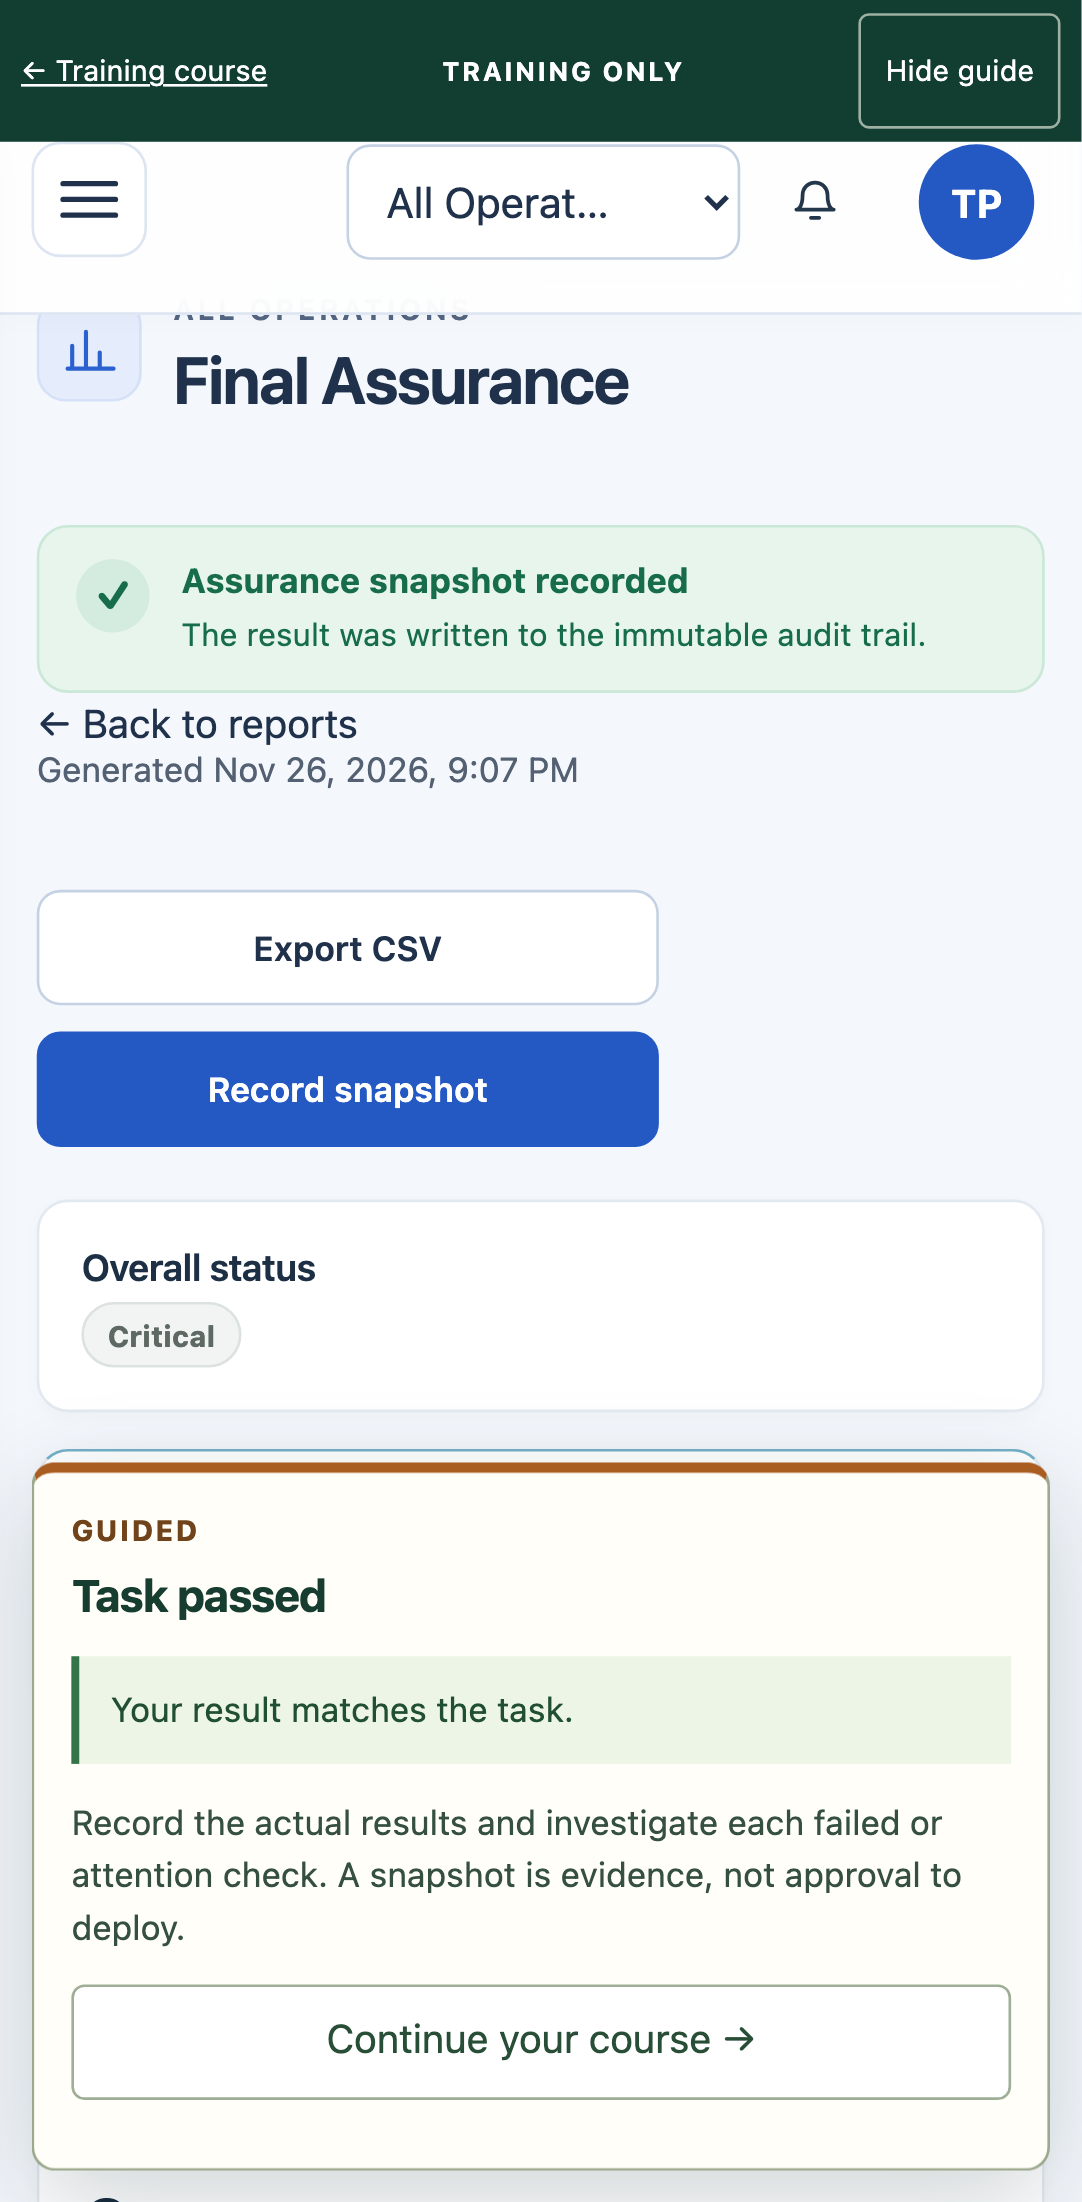 ← Training course
TRAINING ONLY
Hide guide
All Operat...
TP
ALL OPERATIONS
Final Assurance
Assurance snapshot recorded
The result was written to the immutable audit trail.
← Back to reports
Generated Nov 26, 2026, 9:07 PM
Export CSV
Record snapshot
Overall status
Critical
GUIDED
Task passed
Your result matches the task.
Record the actual results and investigate each failed or
attention check. A snapshot is evidence, not approval to
deploy.
Continue your course →